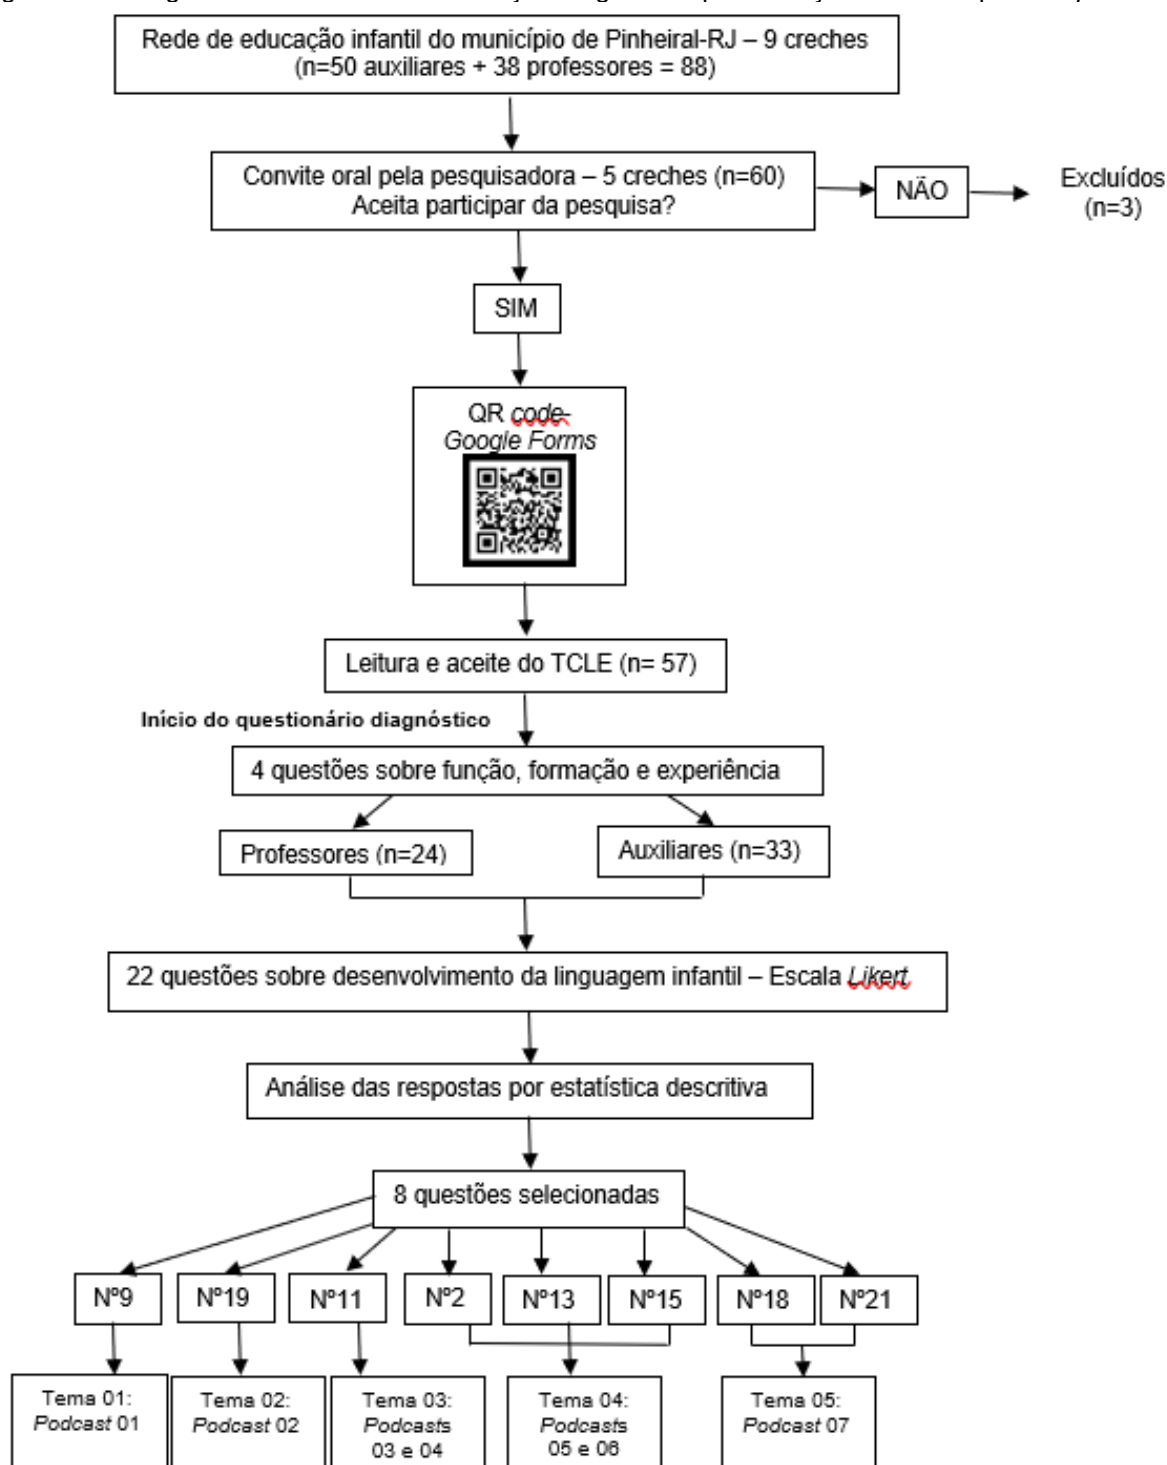 Rede de educação infantil do município de Pinheiral-RJ – 9 creches
(n=50 auxiliares + 38 professores = 88)
Convite oral pela pesquisadora – 5 creches (n=60)
Aceita participar da pesquisa?
NÃO
Excluídos
(n=3)
SIM
QR code-
Google Forms
Leitura e aceite do TCLE (n= 57)
Início do questionário diagnóstico
4 questões sobre função, formação e experiência
Professores (n=24)
Auxiliares (n=33)
22 questões sobre desenvolvimento da linguagem infantil – Escala Likert
Análise das respostas por estatística descritiva
8 questões selecionadas
Nº9
Nº19
Nº11
Nº2
Nº13
Nº15
Nº18
Nº21
Tema 01:
Podcast 01
Tema 02:
Podcast 02
Tema 03:
Podcasts
03 e 04
Tema 04:
Podcasts
05 e 06
Tema 05:
Podcast 07